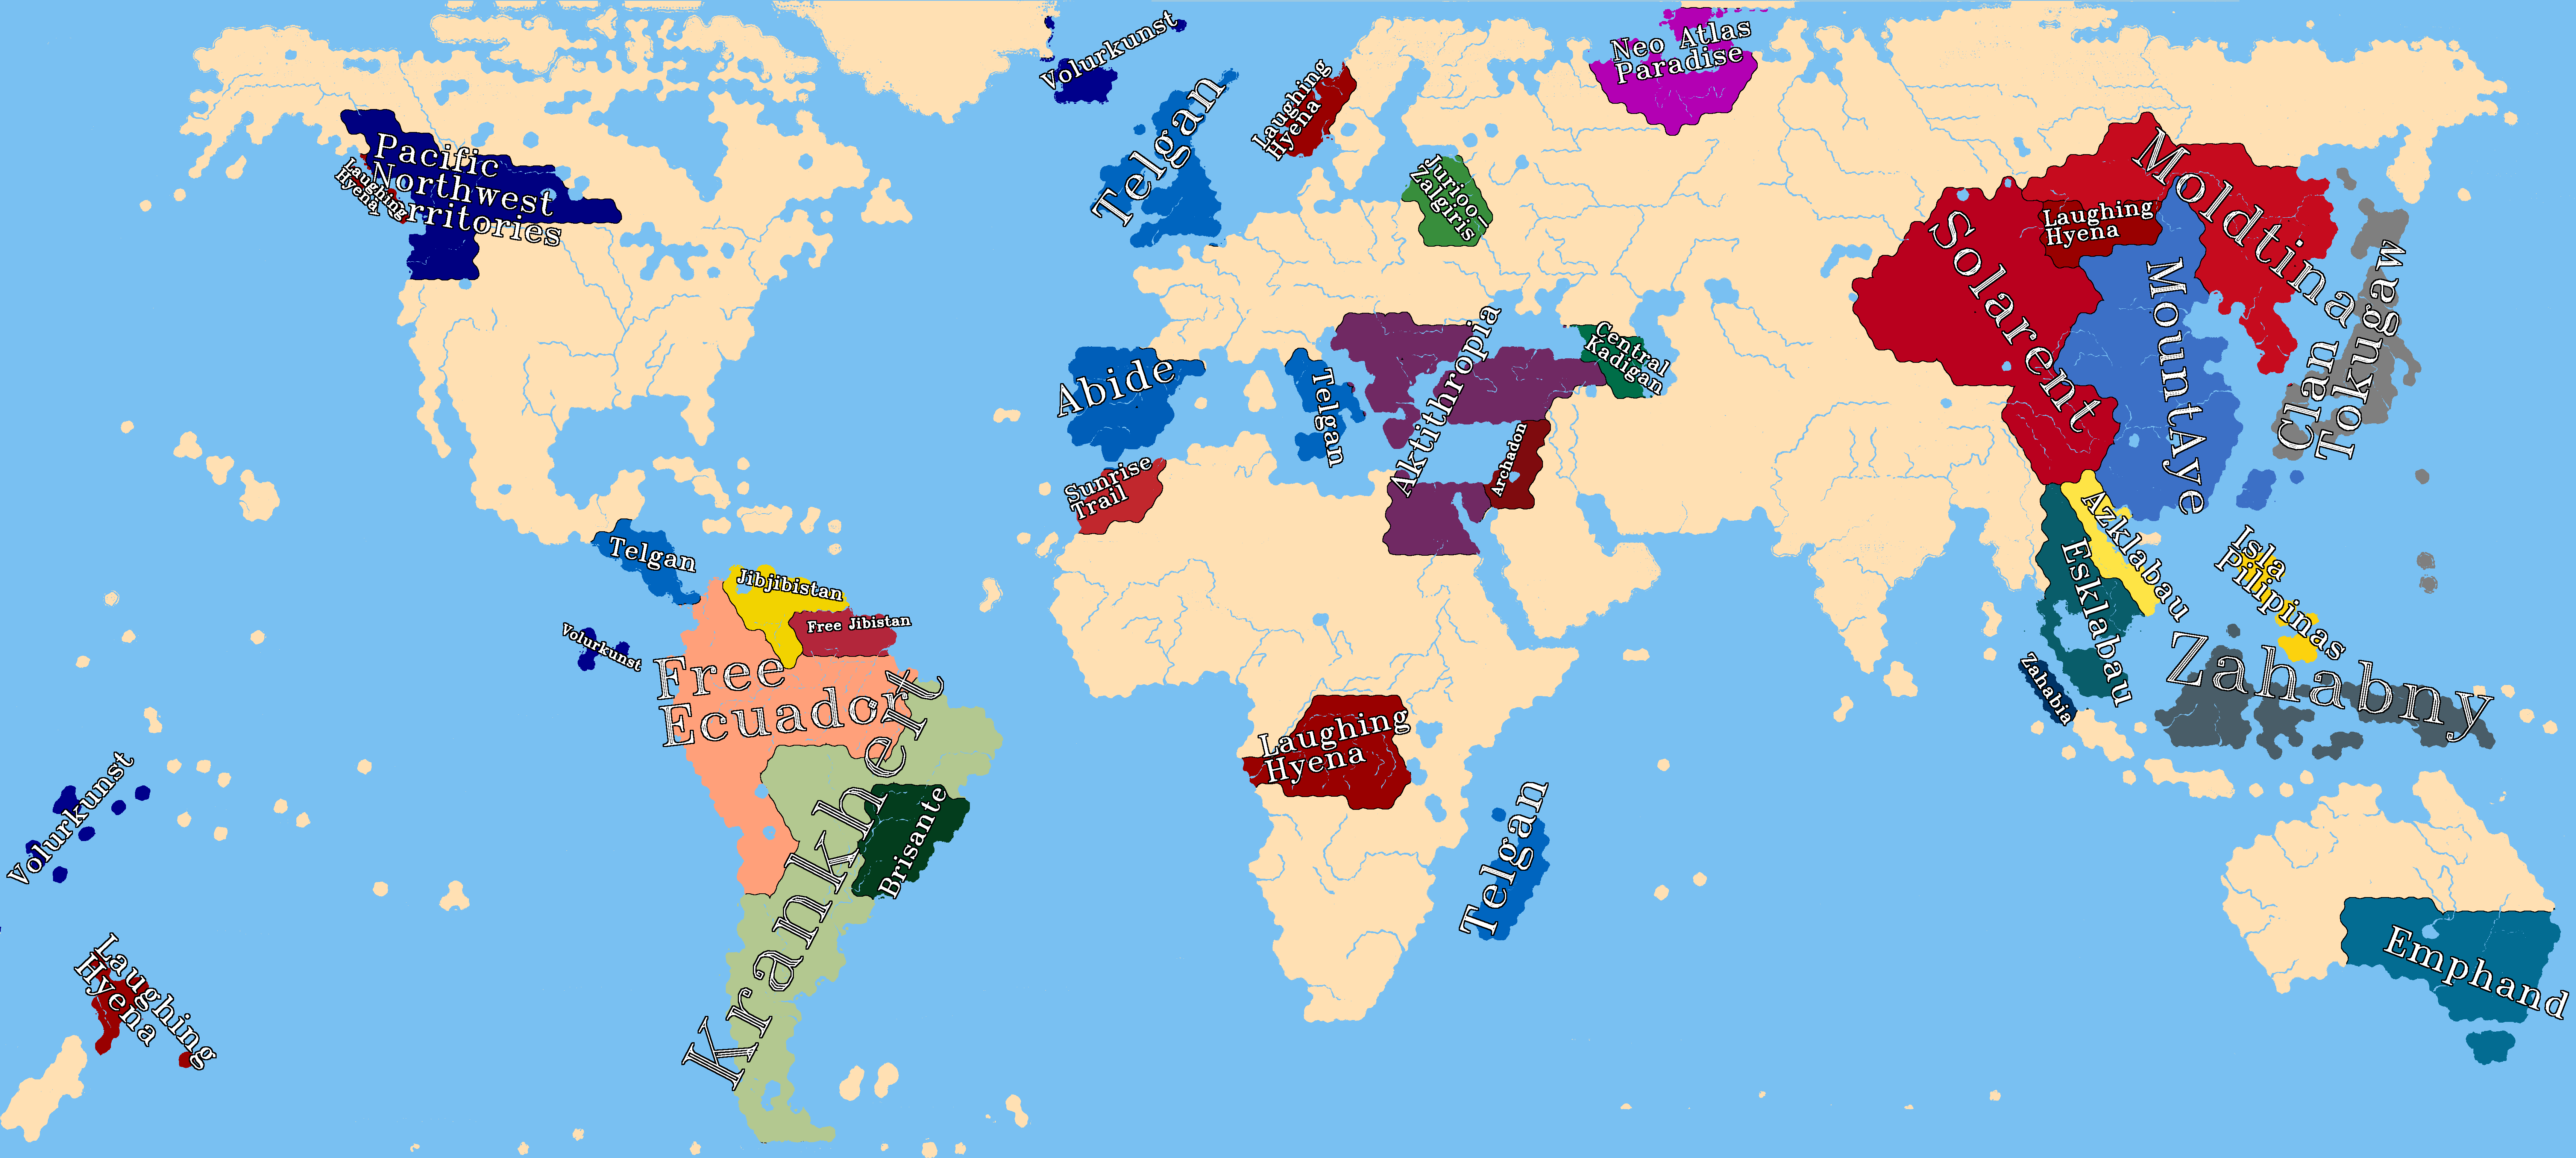 Volurkunst
Neo Atlas
Paradise
Laughing
Hyena
Telgan
Pacific
Northwest
Territories
Laughing
Hyena
Jurioo-
Zalgiris
Moldtina
Solarent
Laughing
Hyena
MountAye
Clan
Tokugawa
Abide
Telgan
Aktithropia
Central
Kadigan
Archadon
Sunrise
Trail
Telgan
Jibjibistan
Free Jibistan
Volurkunst
Free
Ecuador
Krankhert
Brisante
Laughing
Hyena
Telgan
Azklabau
Esklabau
Isla
Pilipinas
Zahabia
Zahabny
Volurkunst
Laughing
Hyena
Emphand